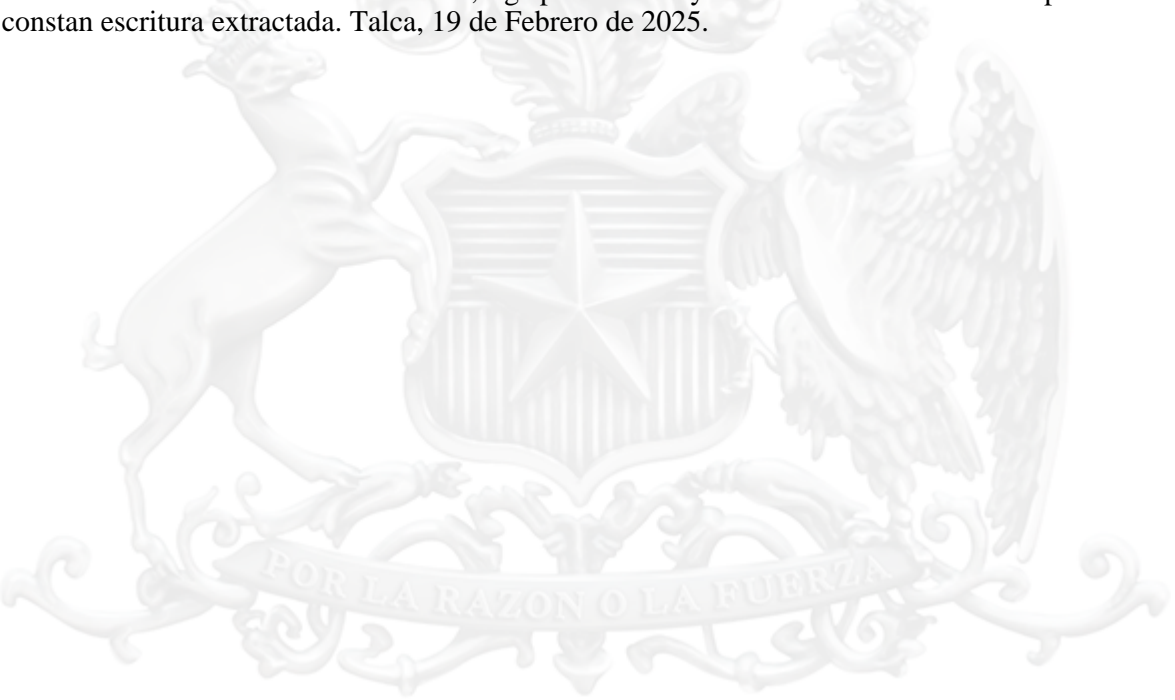 constan escritura extractada. Talca, 19 de Febrero de 2025.
POR LA RAZON O LA FUERZA